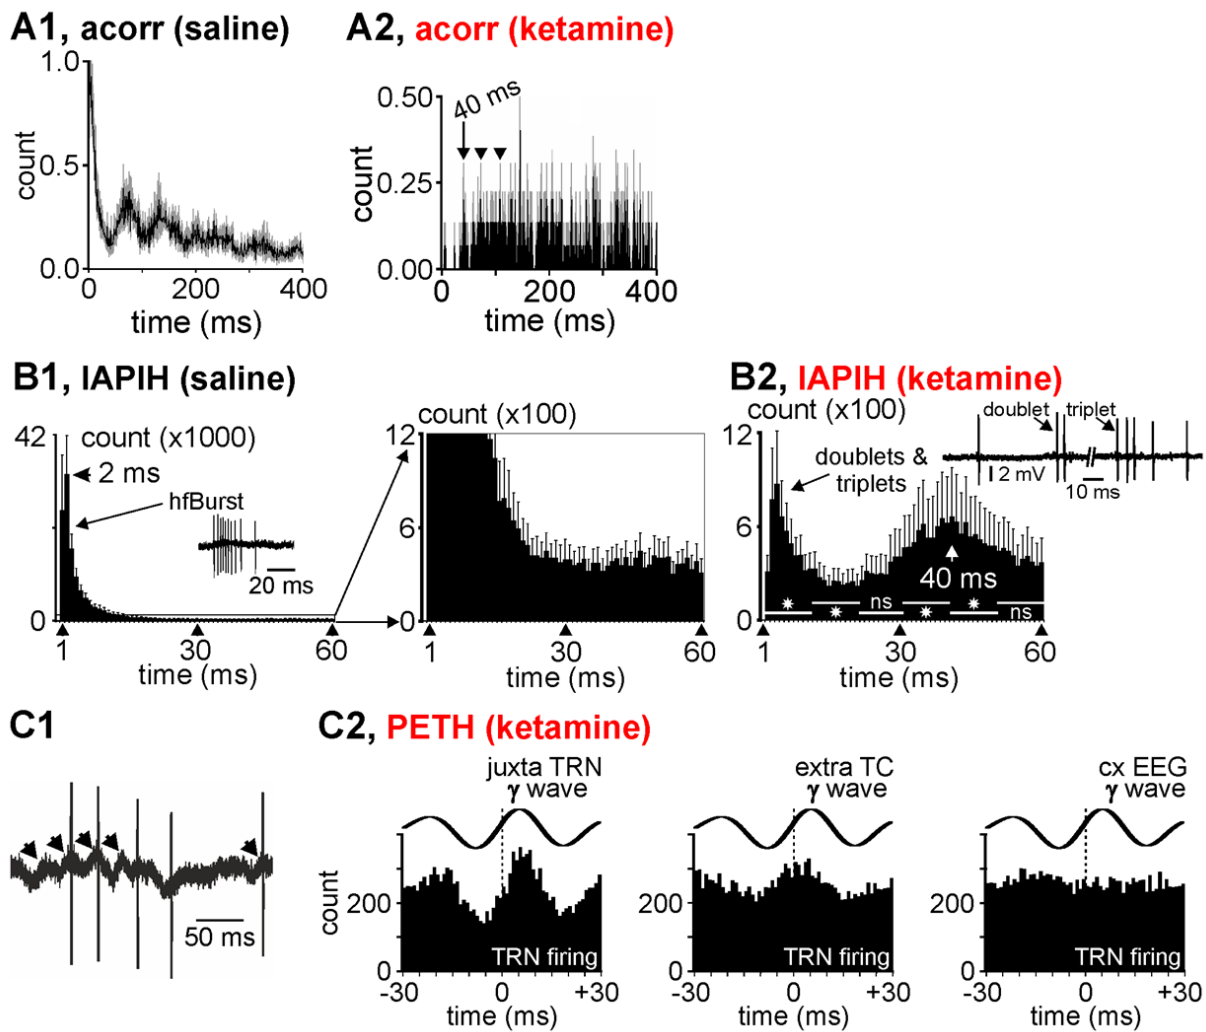 A1, acorr (saline)
A2, acorr (ketamine)
1.0
0.5
0.0
count
0
200
400
time (ms)
0.50
0.25
0.00
count
40 ms
0
200
400
time (ms)
B1, IAPIH (saline)
B2, IAPIH (ketamine)
42
0
count (x1000)
2 ms
hfBurst
20 ms
1
30
60
time (ms)
count (x100)
12
6
0
1
30
60
time (ms)
count (x100)
12
6
0
doublets &
triplets
doublet
triplet
2 mV
10 ms
40 ms
ns
ns
1
30
60
time (ms)
C1
50 ms
C2, PETH (ketamine)
juxta TRN
γ wave
count
200
0
TRN firing
-30
0
+30
time (ms)
extra TC
γ wave
200
0
TRN firing
-30
0
+30
time (ms)
cx EEG
γ wave
200
0
TRN firing
-30
0
+30
time (ms)